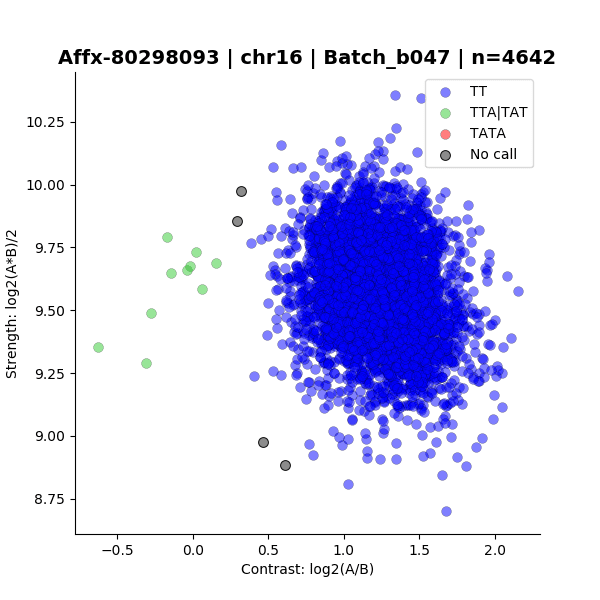 Affx-80298093 | chr16 | Batch_b047 | n=4642
TT
TTA|TAT
TATA
No call
Strength: log2(A*B)/2
10.25
10.00
9.75
9.50
9.25
9.00
8.75
−0.5
0.0
0.5
1.0
1.5
2.0
Contrast: log2(A/B)